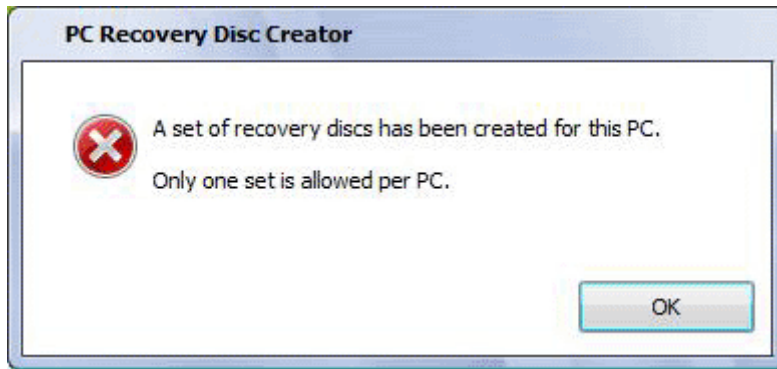 PC Recovery Disc Creator
A set of recovery discs has been created for this PC.
Only one set is allowed per PC.
OK